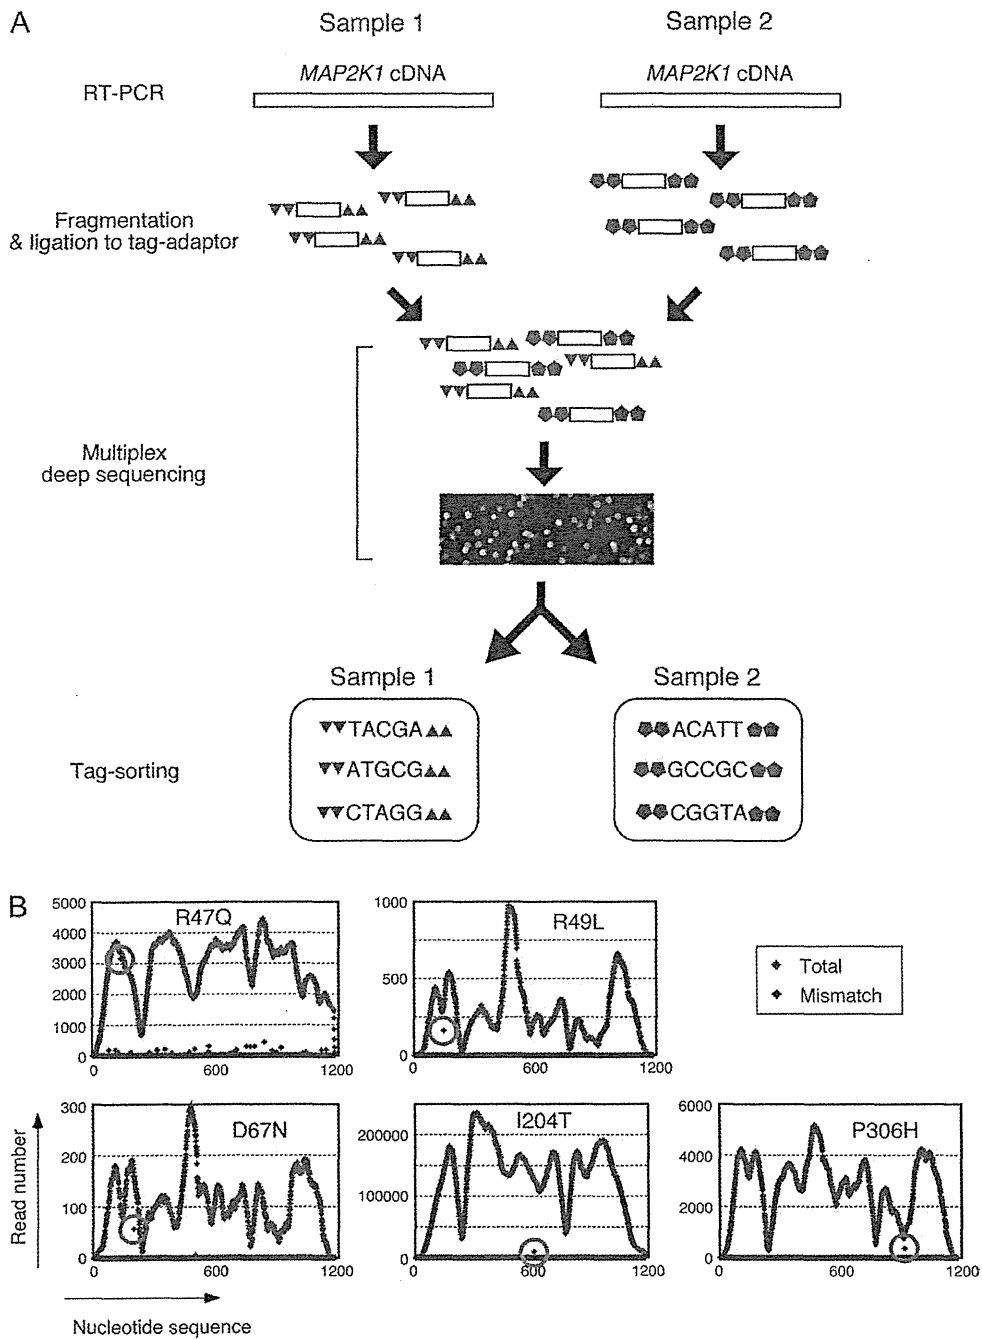 A
Sample 1
Sample 2
RT-PCR
MAP2K1 cDNA
MAP2K1 cDNA
Fragmentation
& ligation to tag-adaptor
Multiplex
deep sequencing
Sample 1
Sample 2
Tag-sorting
TACGA
ATGCG
CTAGG
ACATT
GCCGC
CGGTA
B
5000
4000
3000
2000
1000
0
R47Q
0
600
1200
1000
500
0
R49L
0
600
1200
Total
Mismatch
Read number
300
200
100
0
D67N
0
600
1200
200000
100000
0
I204T
0
600
1200
6000
4000
2000
0
P306H
0
600
1200
Nucleotide sequence